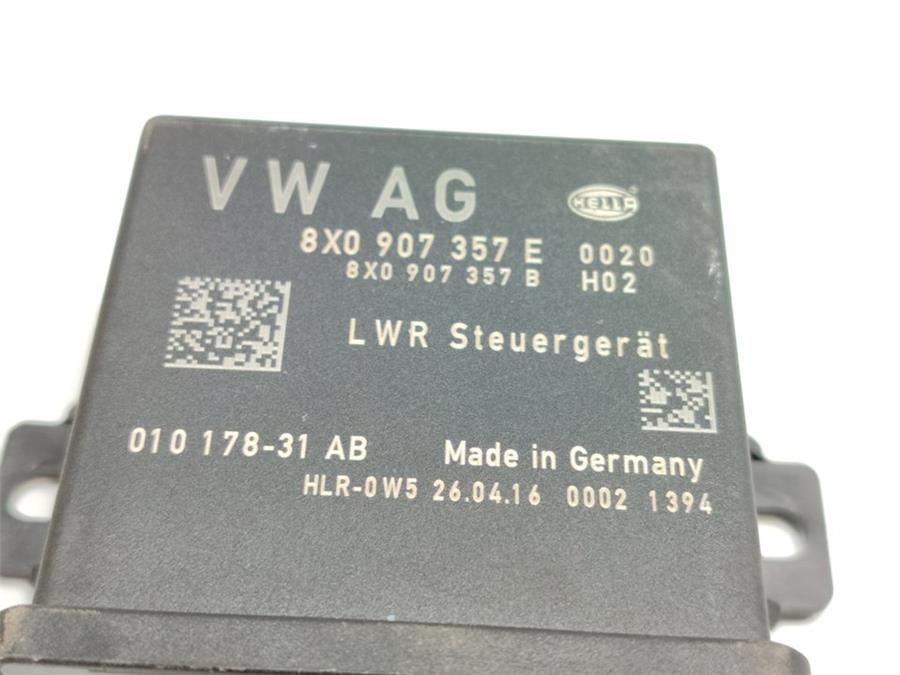 VW AG
HELLA
8X0 907 357 E 0020
8X0 907 357 B H02
LWR Steuergerät
010 178-31 AB Made in Germany
HLR-0W5 26.04.16 0002 1394